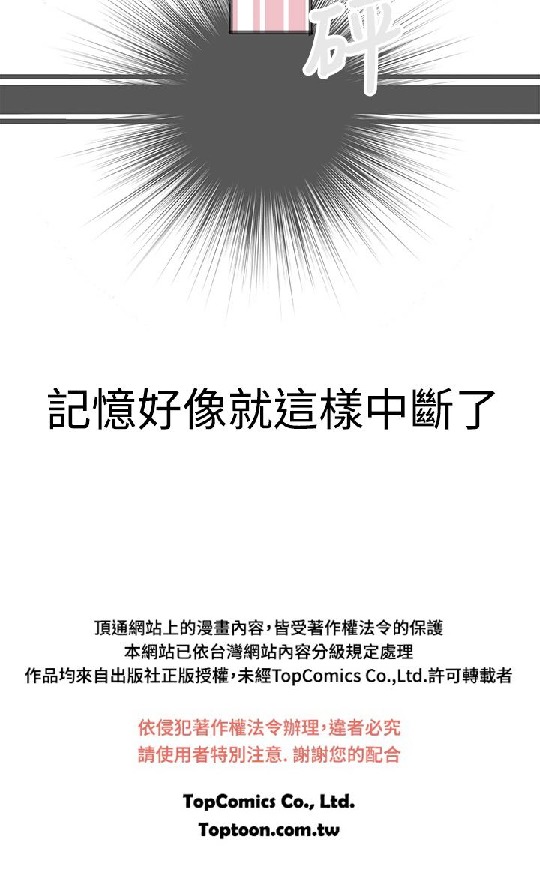 砰
記憶好像就這樣中斷了
頂通網站上的漫畫內容，皆受著作權法令的保護
本網站已依台灣網站內容分級規定處理
作品均來自出版社正版授權，未經TopComics Co.,Ltd.許可轉載者
依侵犯著作權法令辦理，違者必究
請使用者特別注意. 謝謝您的配合
TopComics Co., Ltd.
Toptoon.com.tw